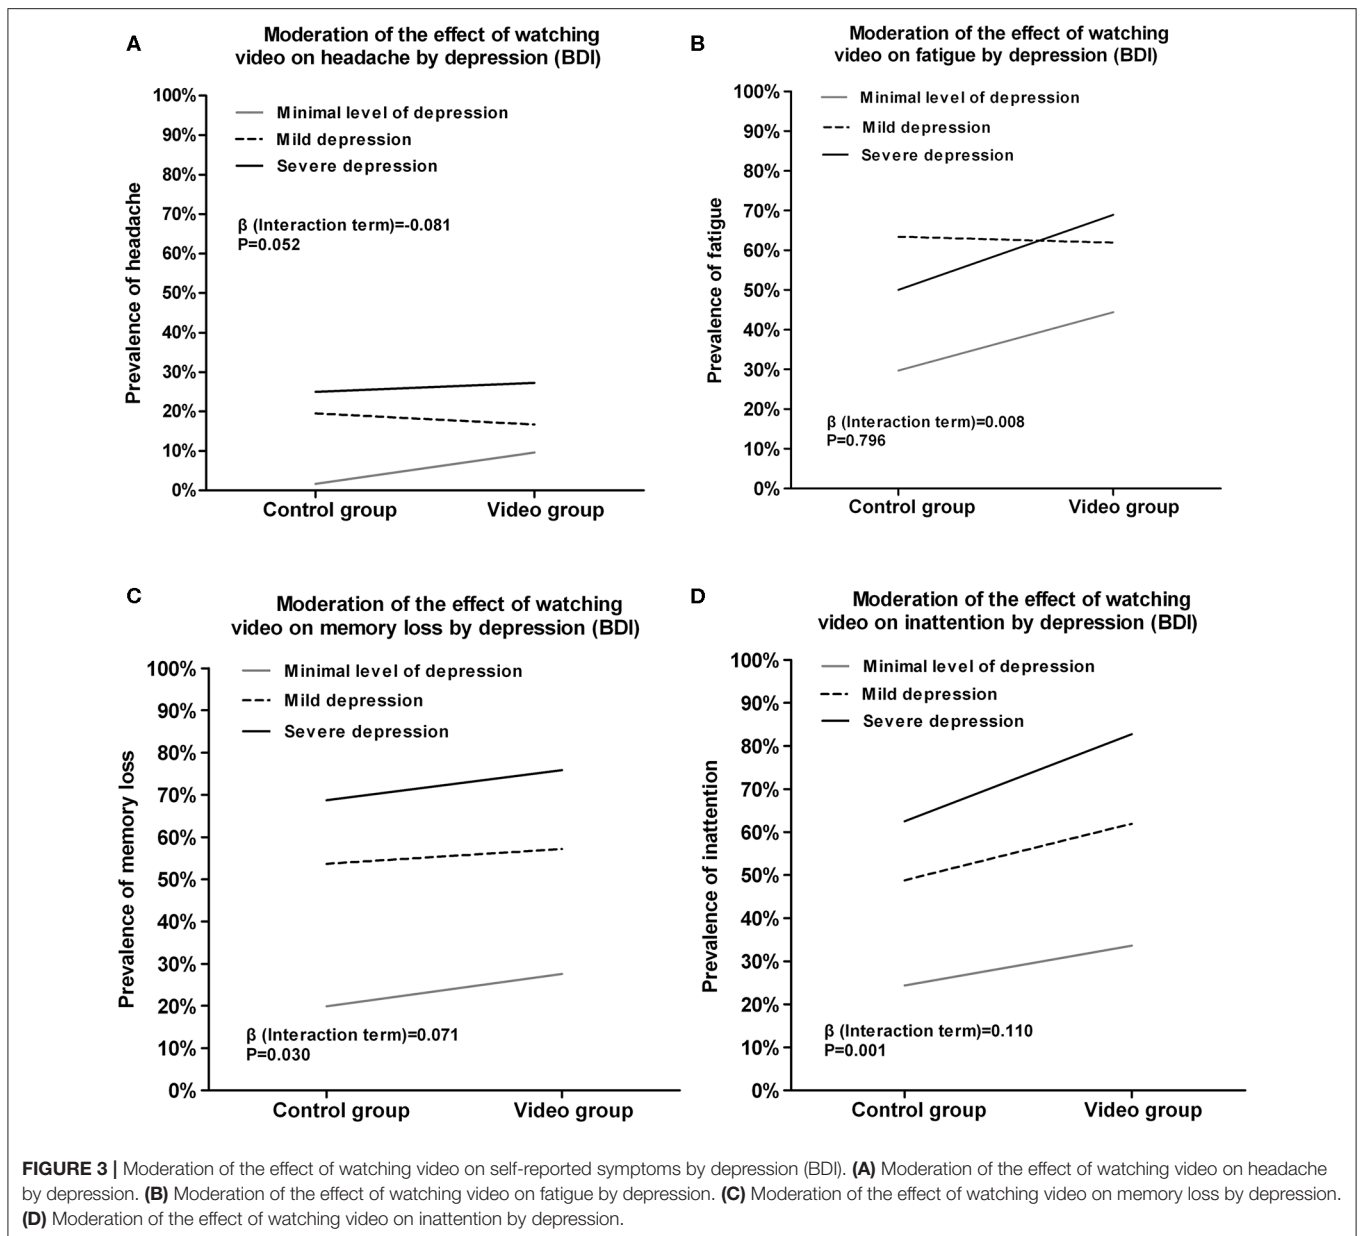 A
Moderation of the effect of watching
video on headache by depression (BDI)
100%
90%
80%
70%
60%
50%
40%
30%
20%
10%
0%
Prevalence of headache
Minimal level of depression
Mild depression
Severe depression
β (Interaction term)=-0.081
P=0.052
Control group
Video group
B
Moderation of the effect of watching
video on fatigue by depression (BDI)
100%
90%
80%
70%
60%
50%
40%
30%
20%
10%
0%
Prevalence of fatigue
Minimal level of depression
Mild depression
Severe depression
β (Interaction term)=0.008
P=0.796
Control group
Video group
C
Moderation of the effect of watching
video on memory loss by depression (BDI)
100%
90%
80%
70%
60%
50%
40%
30%
20%
10%
0%
Prevalence of memory loss
Minimal level of depression
Mild depression
Severe depression
β (Interaction term)=0.071
P=0.030
Control group
Video group
D
Moderation of the effect of watching
video on inattention by depression (BDI)
100%
90%
80%
70%
60%
50%
40%
30%
20%
10%
0%
Prevalence of inattention
Minimal level of depression
Mild depression
Severe depression
β (Interaction term)=0.110
P=0.001
Control group
Video group
FIGURE 3 | Moderation of the effect of watching video on self-reported symptoms by depression (BDI). (A) Moderation of the effect of watching video on headache
by depression. (B) Moderation of the effect of watching video on fatigue by depression. (C) Moderation of the effect of watching video on memory loss by depression.
(D) Moderation of the effect of watching video on inattention by depression.